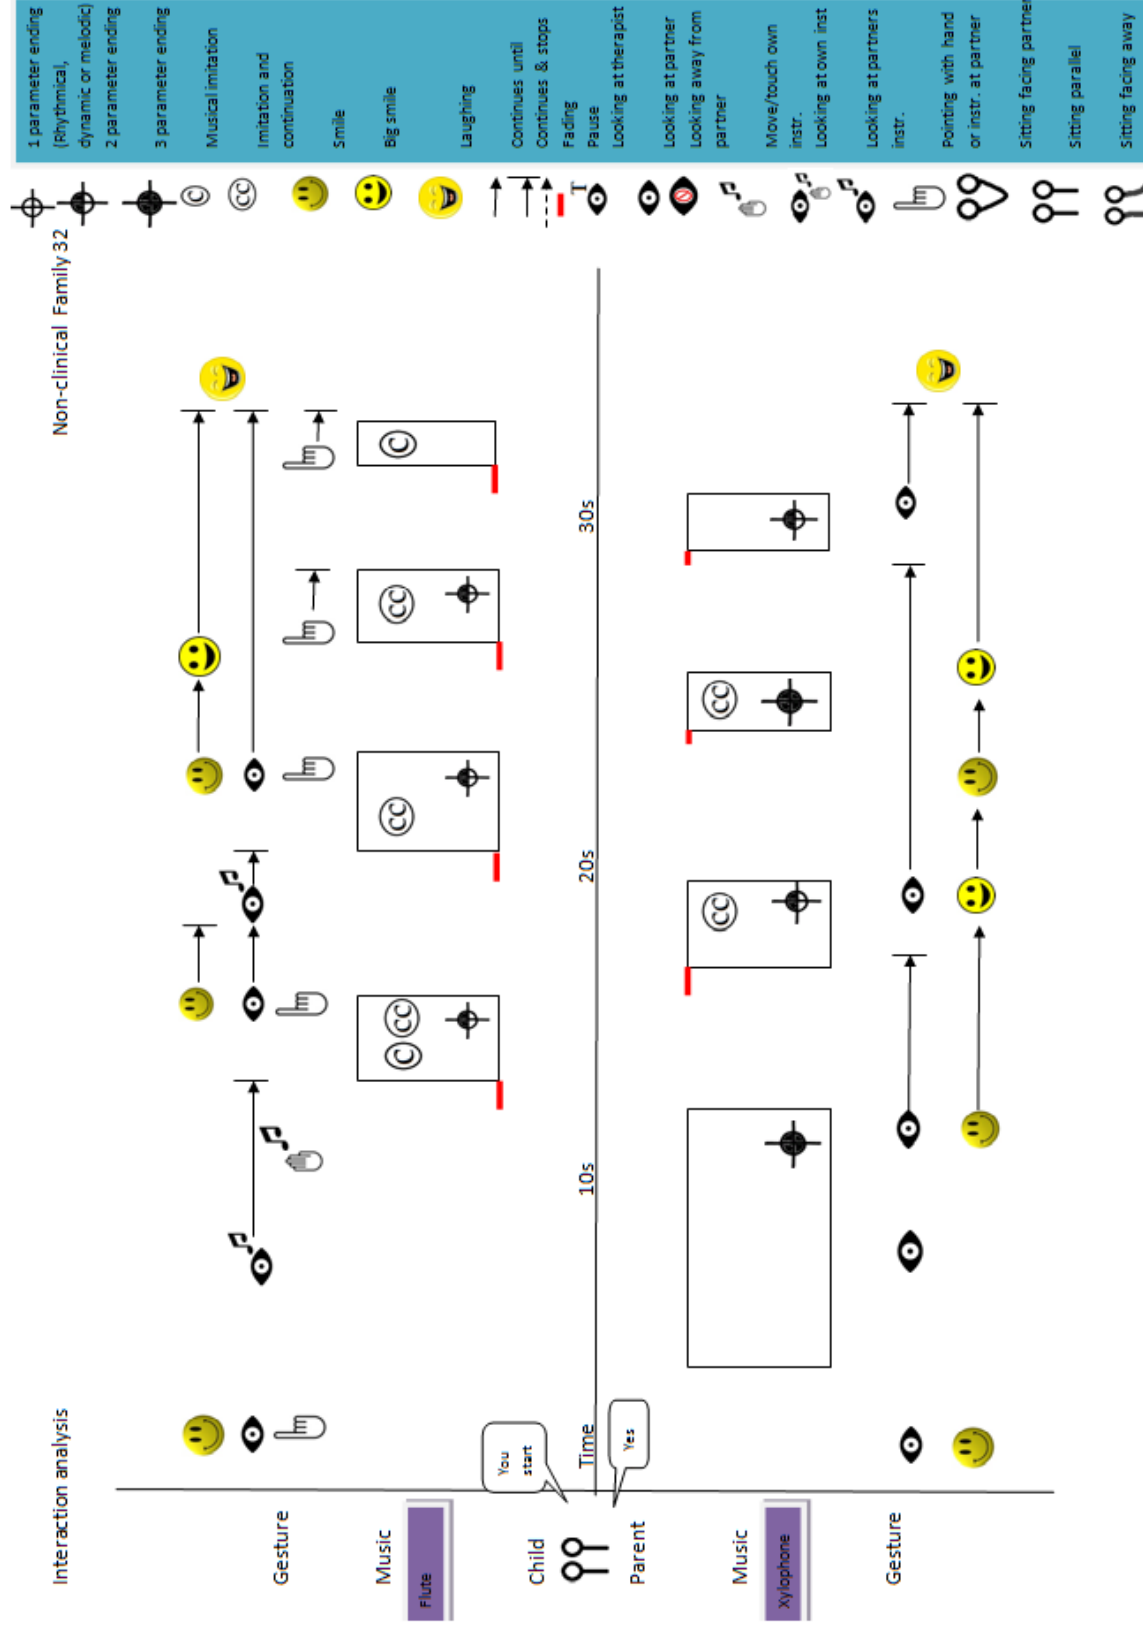 Interaction analysis
Non-clinical Family 32
Gesture
Music
Flute
Child
Parent
Music
Xylophone
Gesture
You
start
Yes
Time
10s
20s
30s
C
CC
CC
CC
C
CC
CC
1 parameter ending
(Rhythmical,
dynamic or melodic)
2 parameter ending
3 parameter ending
C
Musical imitation
CC
Imitation and
continuation
Smile
Big smile
Laughing
Continues until
Continues & stops
Fading
Pause
T
Looking at therapist
Looking at partner
Looking away from
partner
Move/touch own
instr.
Looking at own inst
Looking at partners
instr.
Pointing with hand
or instr. at partner
Sitting facing partner
Sitting parallel
Sitting facing away